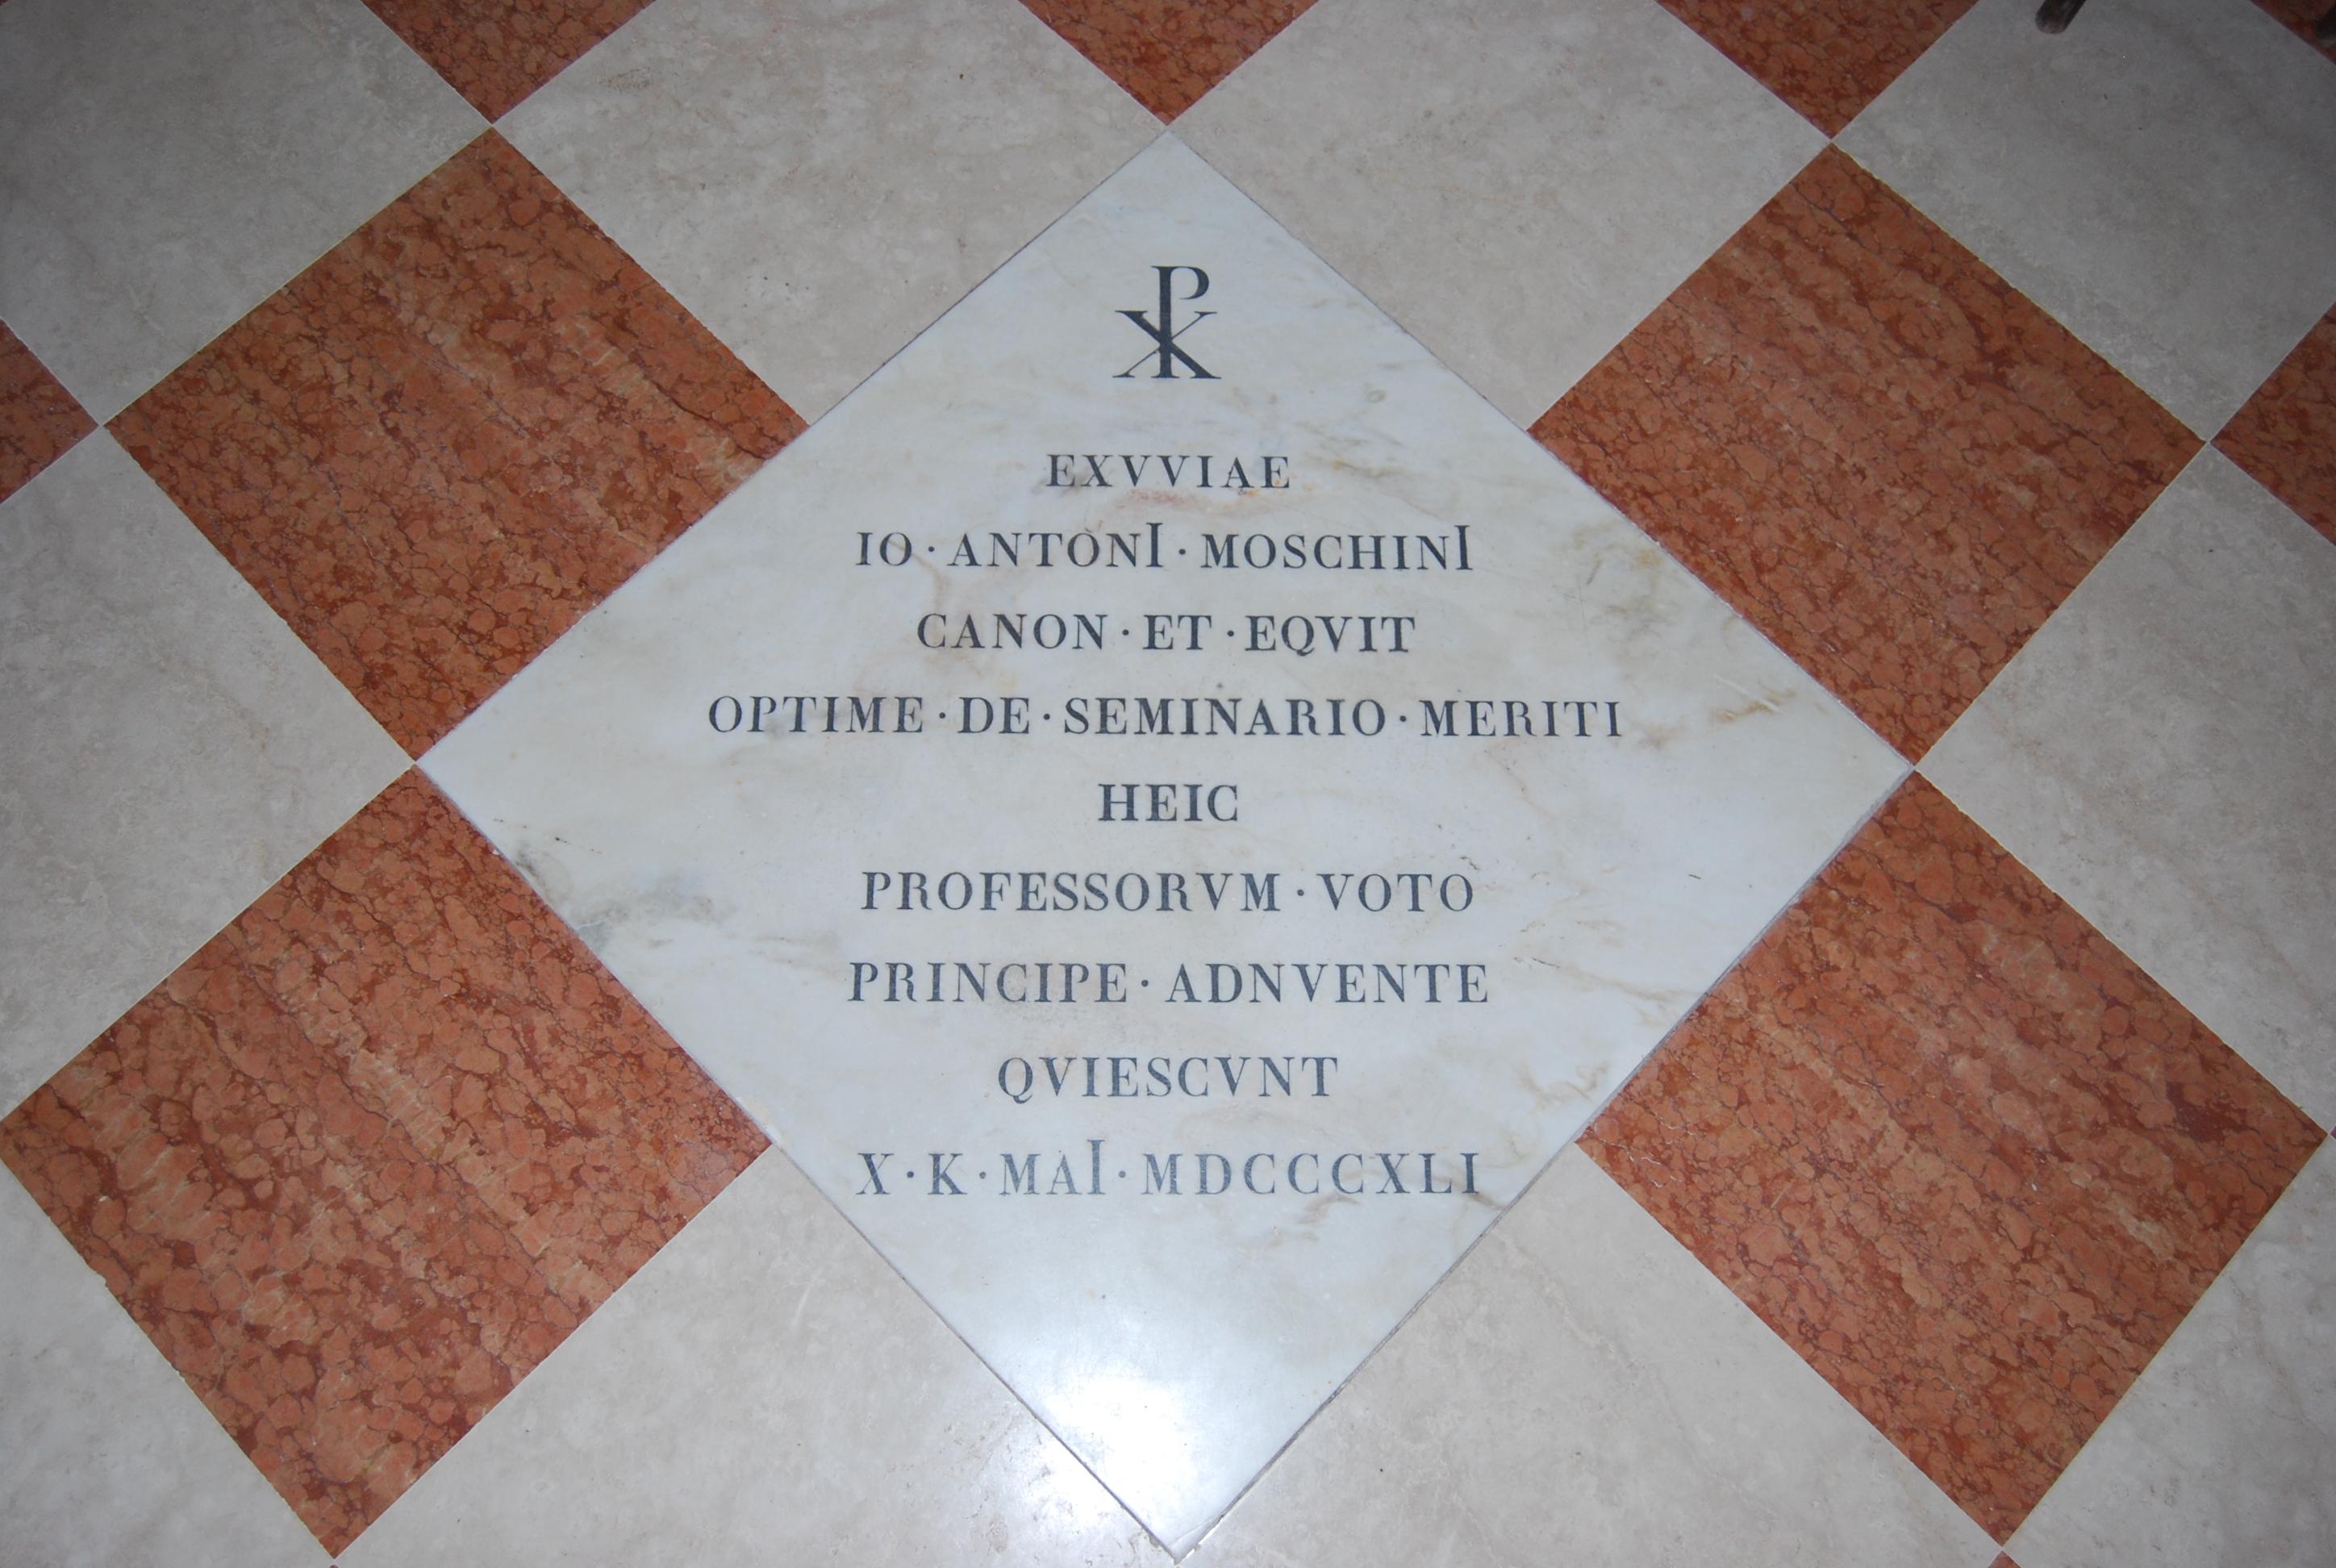 ☧
EXVVIAE
IO · ANTONI · MOSCHINI
CANON · ET · EQVIT
OPTIME · DE · SEMINARIO · MERITI
HEIC
PROFESSORVM · VOTO
PRINCIPE · ADNVENTE
QVIESCVNT
X · K · MAI · MDCCCXLI